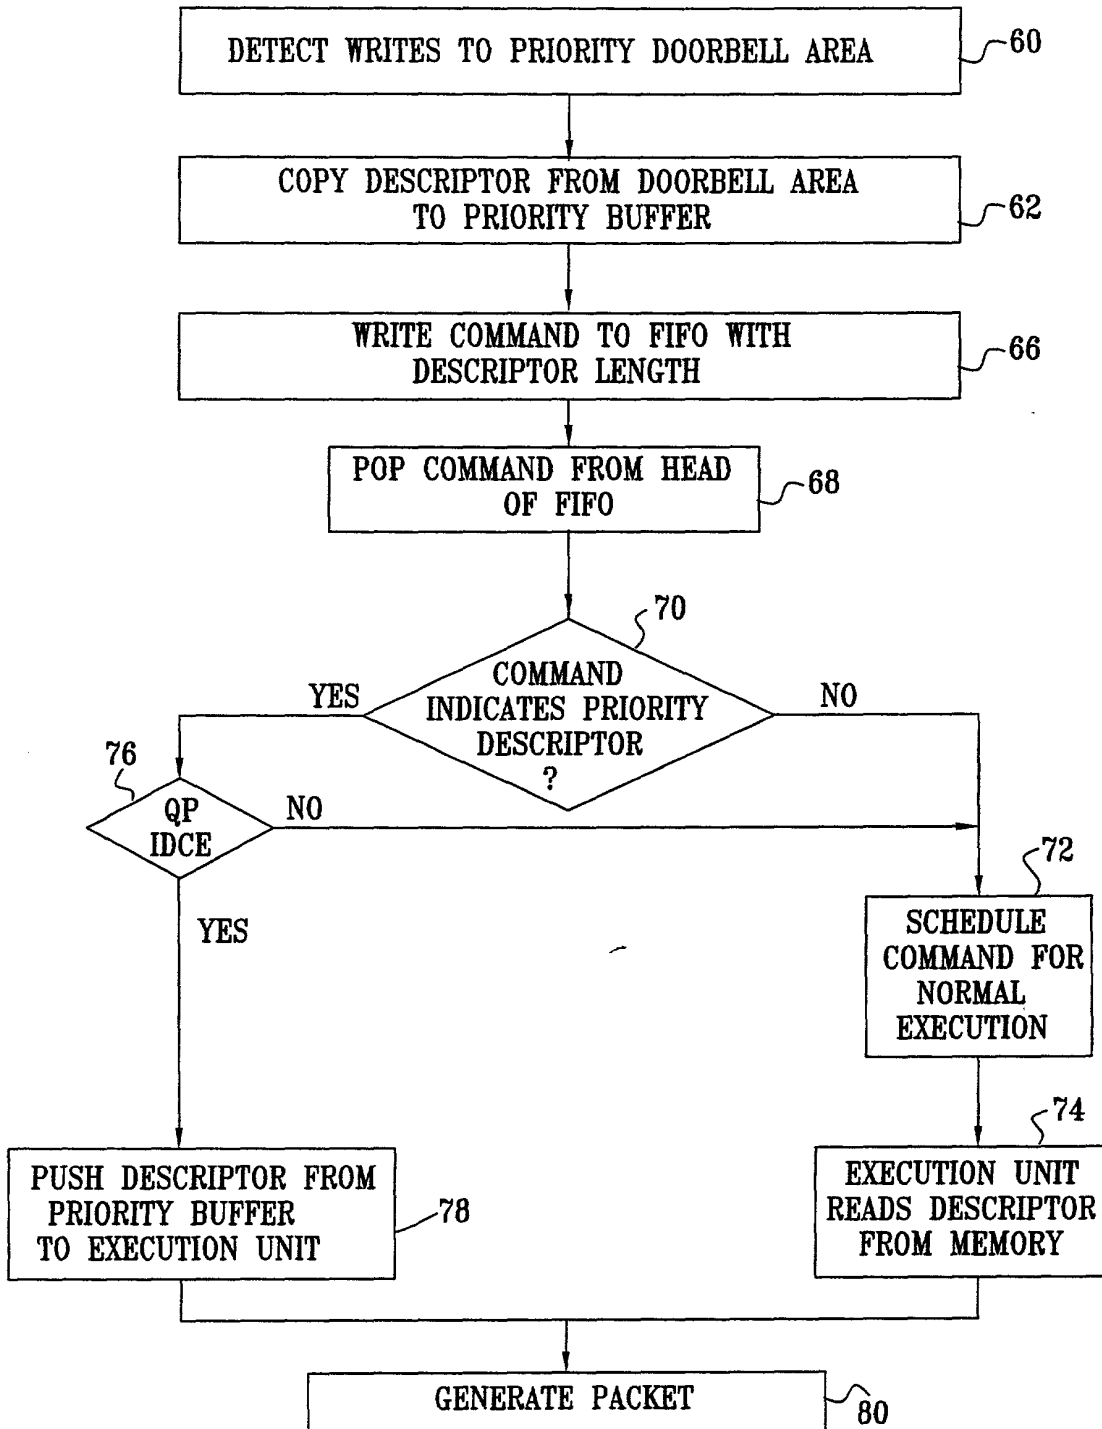 DETECT WRITES TO PRIORITY DOORBELL AREA
60
COPY DESCRIPTOR FROM DOORBELL AREA
TO PRIORITY BUFFER
62
WRITE COMMAND TO FIFO WITH
DESCRIPTOR LENGTH
66
POP COMMAND FROM HEAD
OF FIFO
68
70
COMMAND
INDICATES PRIORITY
DESCRIPTOR
?
YES
NO
76
QP
IDCE
NO
YES
72
SCHEDULE
COMMAND FOR
NORMAL
EXECUTION
74
EXECUTION UNIT
READS DESCRIPTOR
FROM MEMORY
PUSH DESCRIPTOR FROM
PRIORITY BUFFER
TO EXECUTION UNIT
78
GENERATE PACKET
80